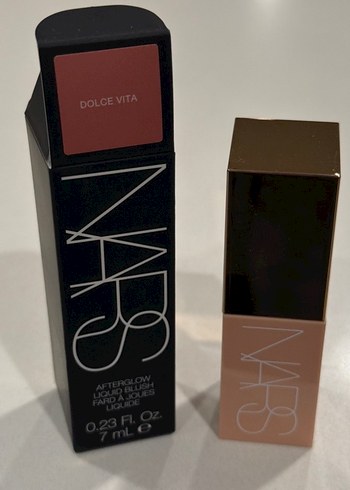 DOLCE VITA
NARS
AFTERGLOW
LIQUID BLUSH
FARD À JOUES
LIQUIDE
0.23 Fl. Oz.
7 mL ℮
NARS